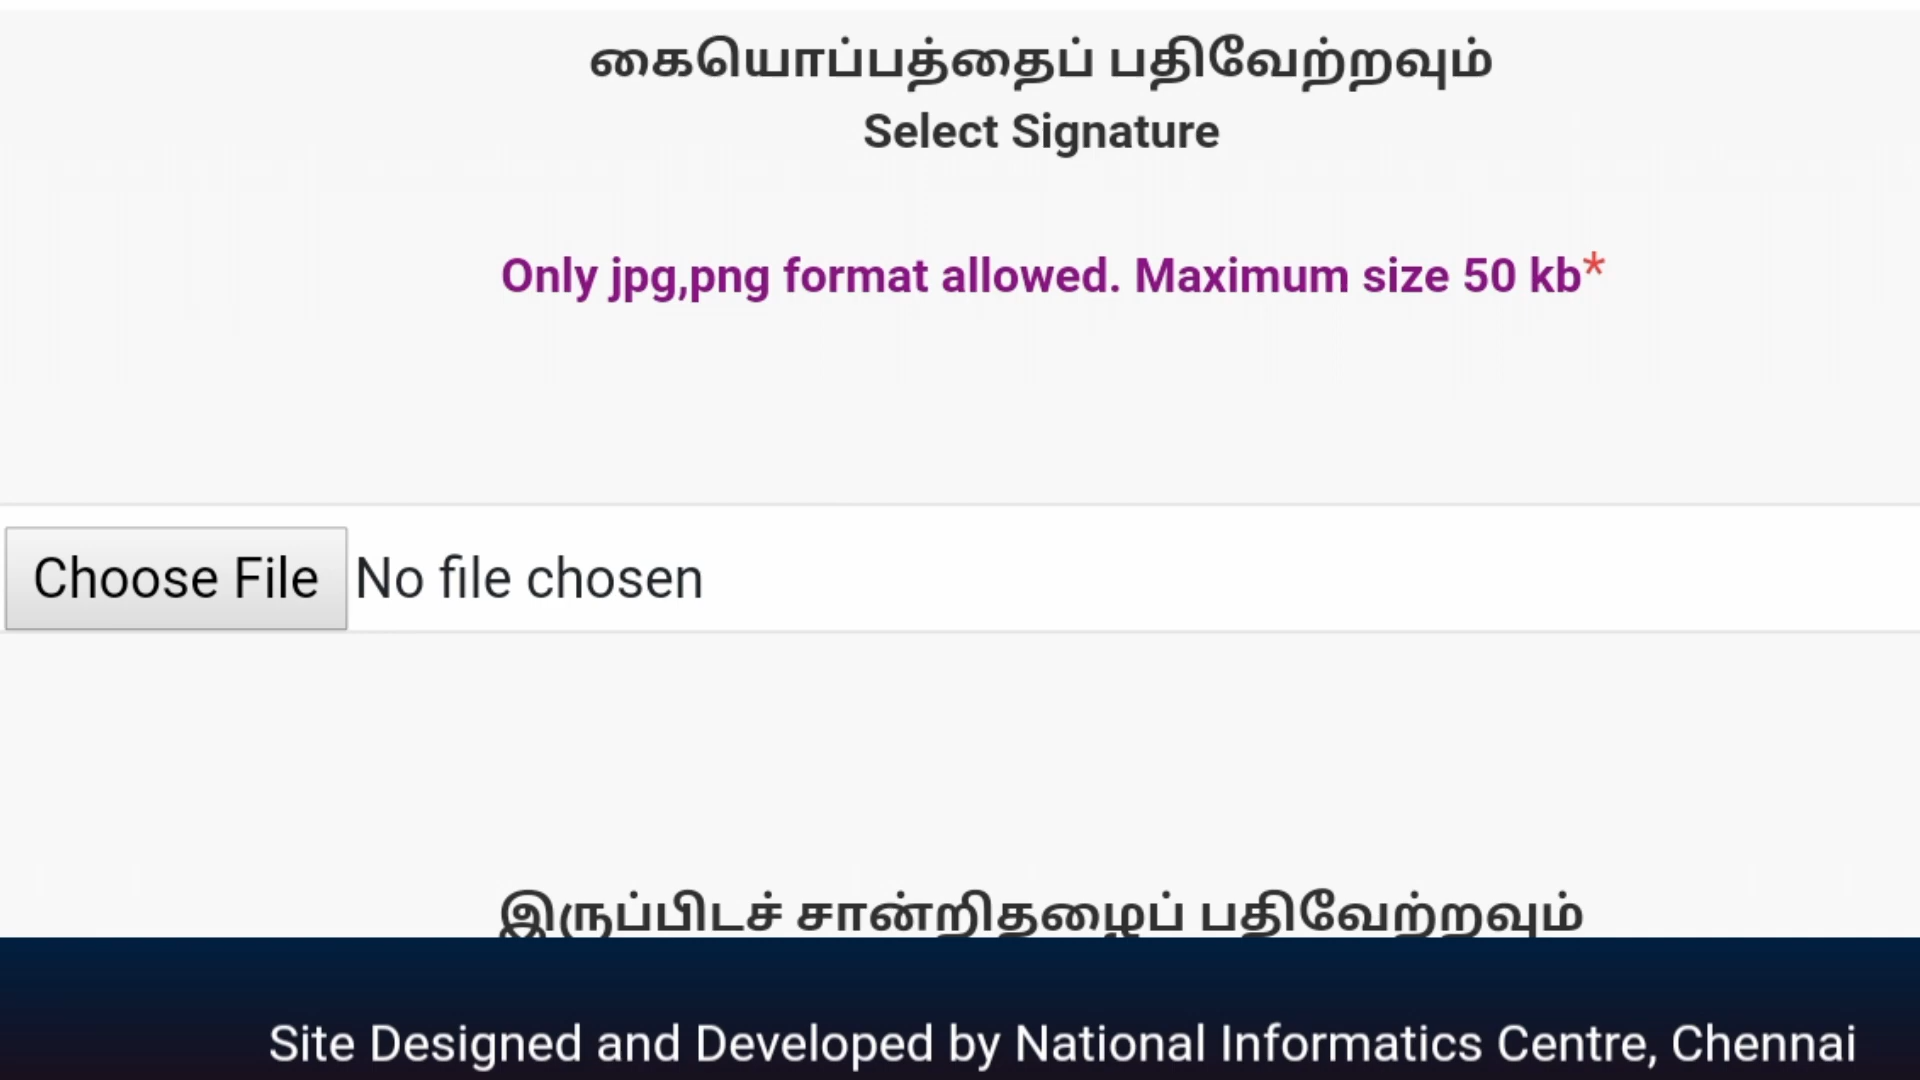 கையொப்பத்தைப் பதிவேற்றவும்
Select Signature
Only jpg,png format allowed. Maximum size 50 kb*
Choose File No file chosen
இருப்பிடச் சான்றிதழைப் பதிவேற்றவும்
Site Designed and Developed by National Informatics Centre, Chennai